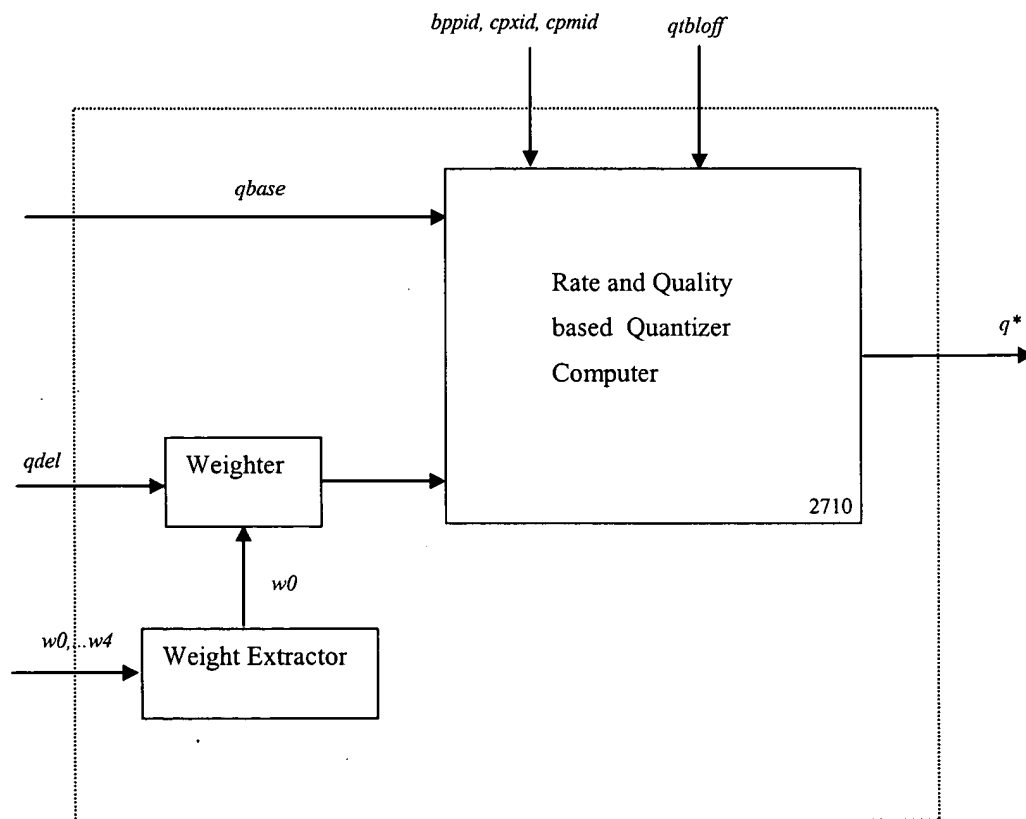 bppid, cpxid, cpmid
qtbloff
qbase
Rate and Quality
based Quantizer
Computer
q*
qdel
Weighter
2710
w0
w0,...w4
Weight Extractor